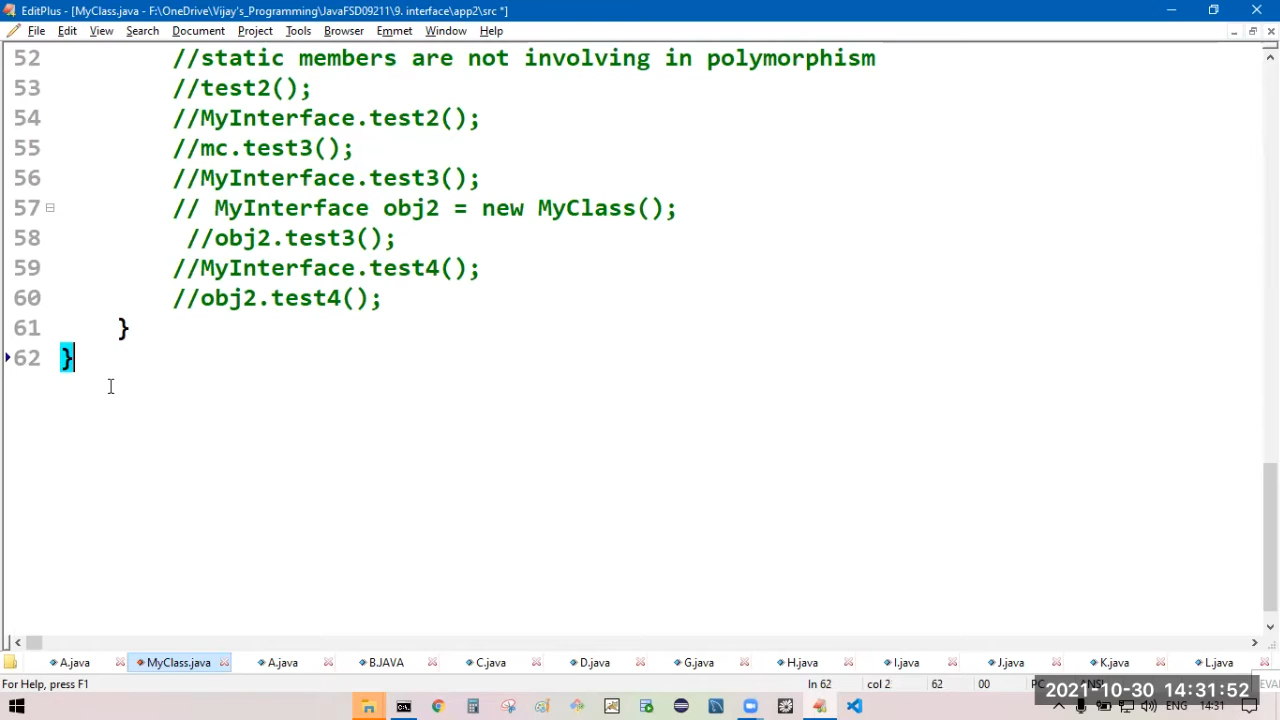 EditPlus - [MyClass.java - F:\OneDrive\Vijay's_Programming\JavaFSD09211\9. interface\app2\src *]
File Edit View Search Document Project Tools Browser Emmet Window Help
52 //static members are not involving in polymorphism
53 //test2();
54 //MyInterface.test2();
55 //mc.test3();
56 //MyInterface.test3();
57 // MyInterface obj2 = new MyClass();
58 //obj2.test3();
59 //MyInterface.test4();
60 //obj2.test4();
61 }
62 }
A.java MyClass.java A.java B.JAVA C.java D.java G.java H.java I.java J.java K.java L.java
For Help, press F1 ln 62 col 2 62 00 PC
2021-10-30 14:31:52
ENG 14:31